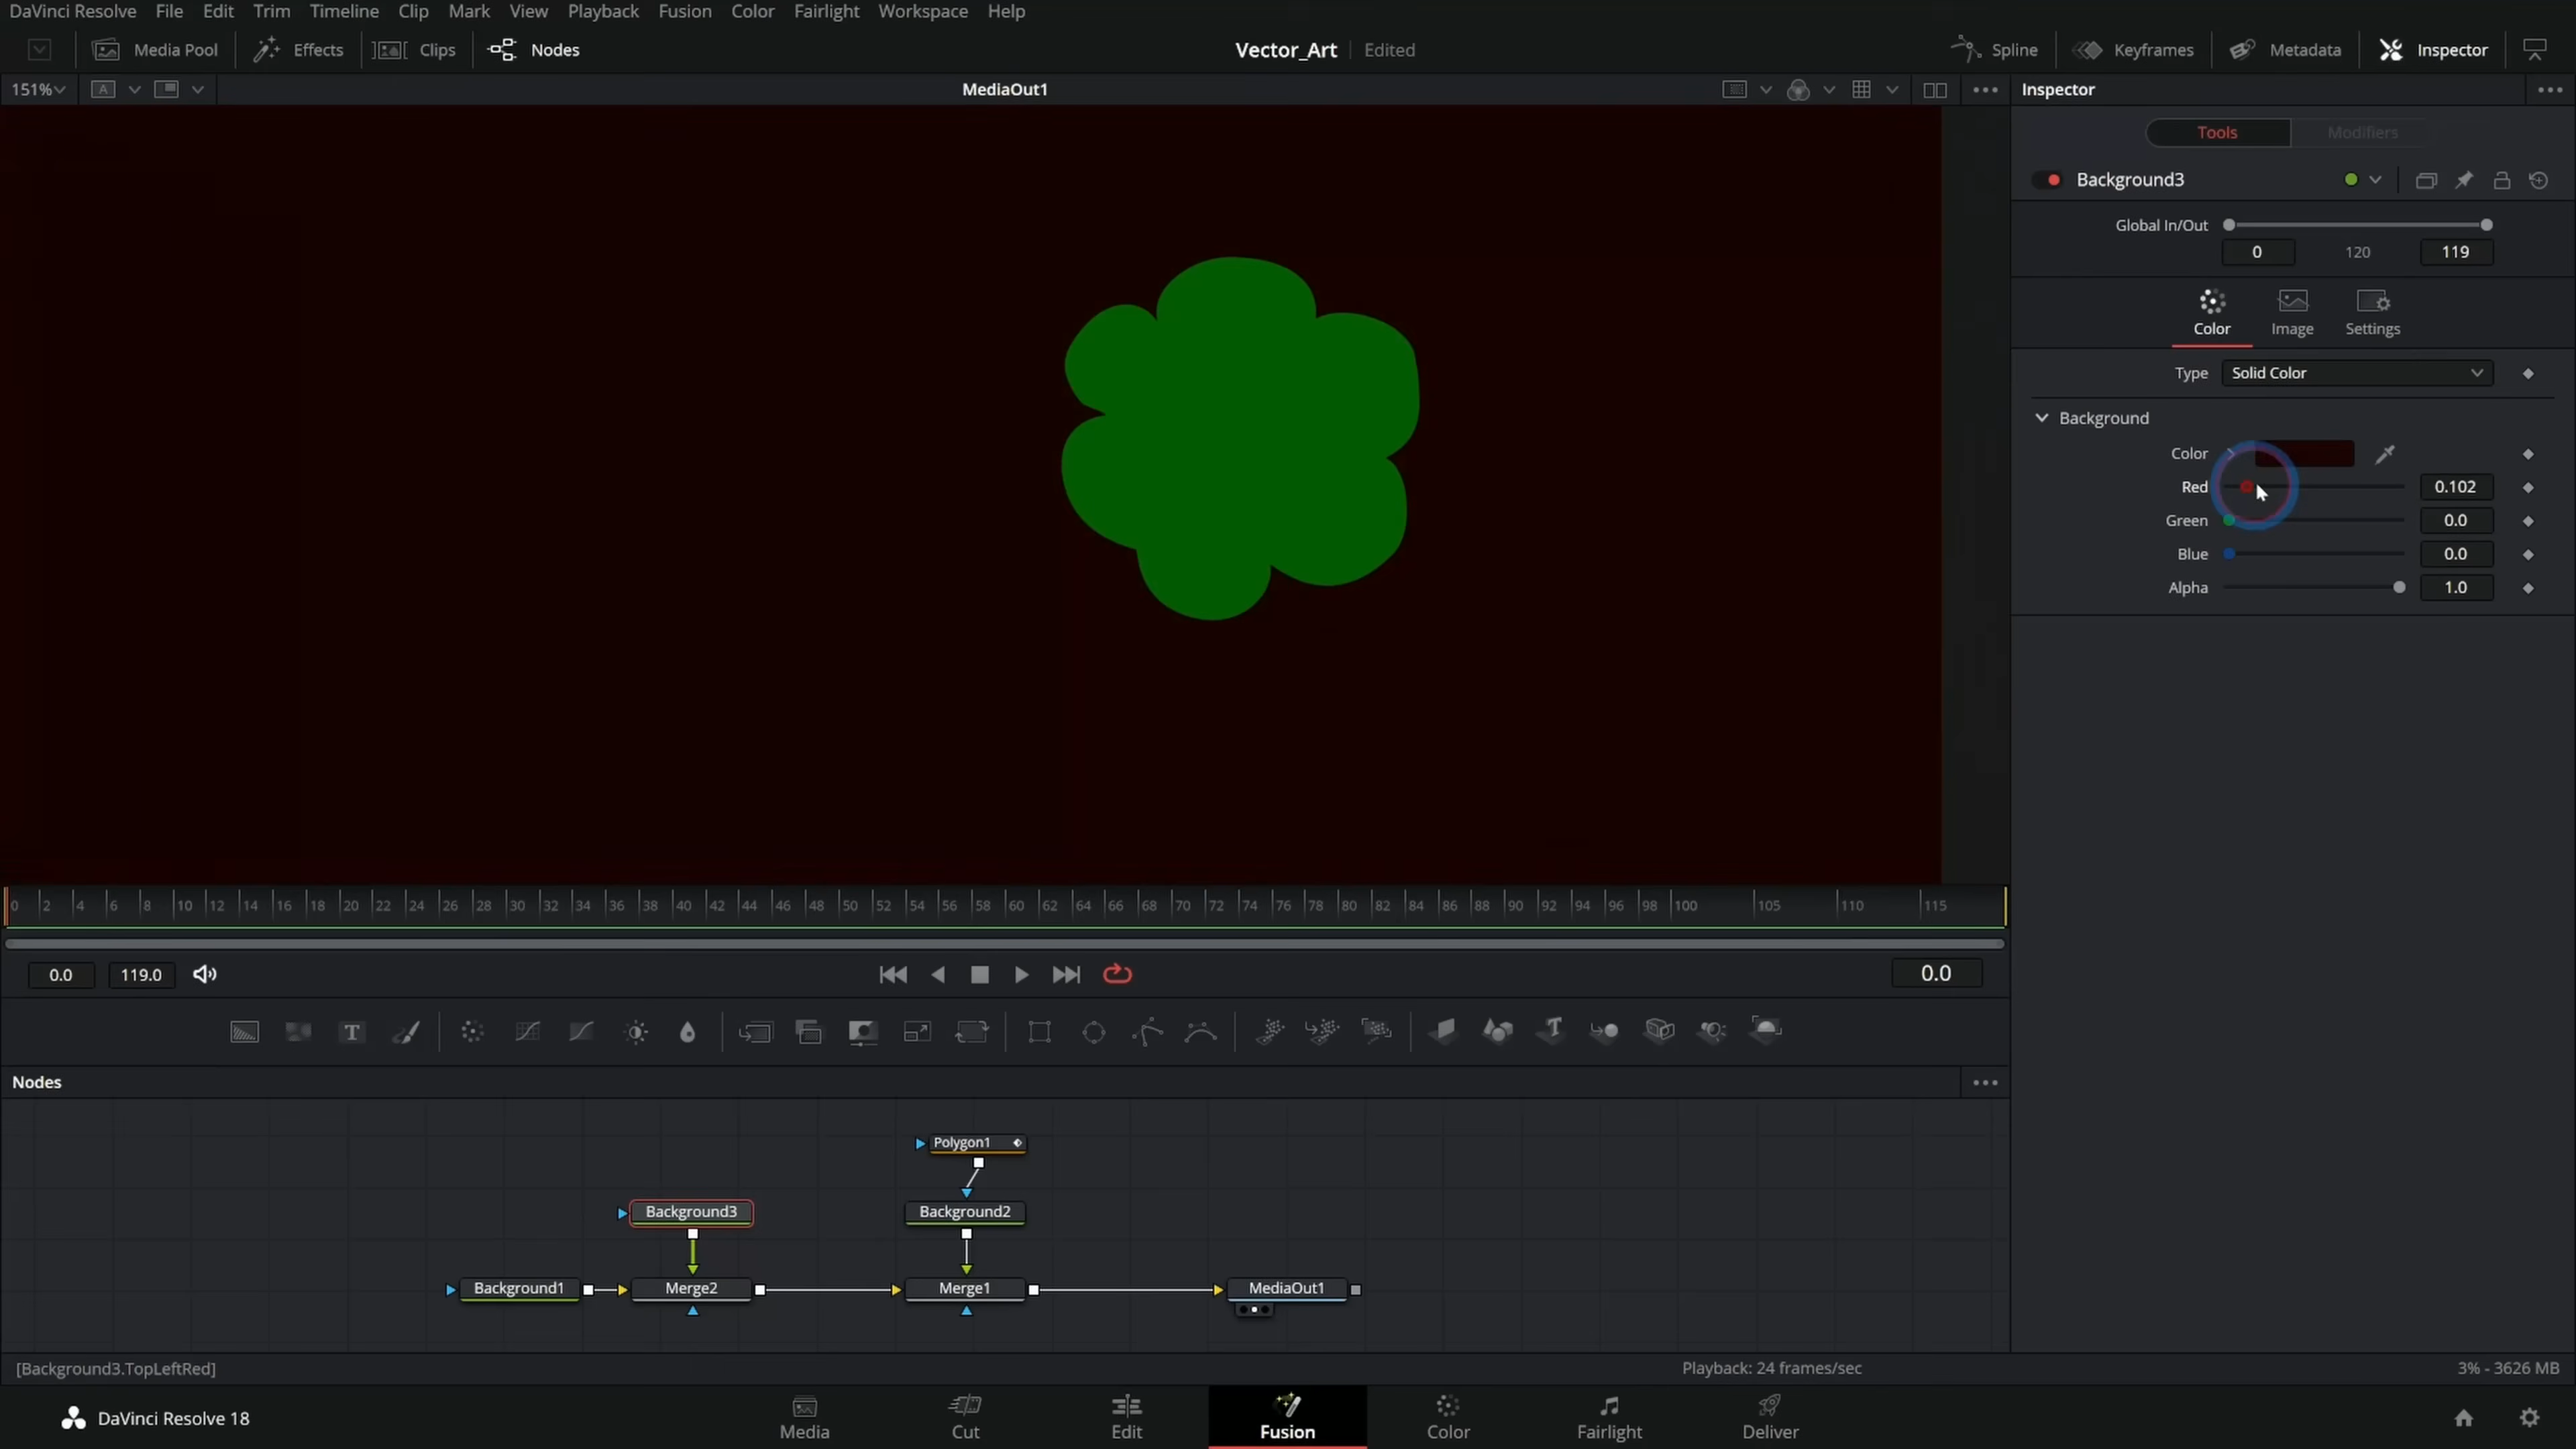 DaVinci Resolve File Edit Trim Timeline Clip Mark View Playback Fusion Color Fairlight Workspace Help
Media Pool Effects Clips Nodes Vector_Art Edited Spline Keyframes Metadata Inspector
151% A MediaOut1 Inspector
Tools Modifiers
Background3
Global In/Out
0 120 119
Color Image Settings
Type Solid Color
Background
Color
Red 0.102
Green 0.0
Blue 0.0
Alpha 1.0
0 2 4 6 8 10 12 14 16 18 20 22 24 26 28 30 32 34 36 38 40 42 44 46 48 50 52 54 56 58 60 62 64 66 68 70 72 74 76 78 80 82 84 86 88 90 92 94 96 98 100 105 110 115
0.0 119.0 0.0
T T
Nodes
Polygon1
Background3 Background2
Background1 Merge2 Merge1 MediaOut1
[Background3.TopLeftRed] Playback: 24 frames/sec 3% - 3626 MB
DaVinci Resolve 18 Media Cut Edit Fusion Color Fairlight Deliver